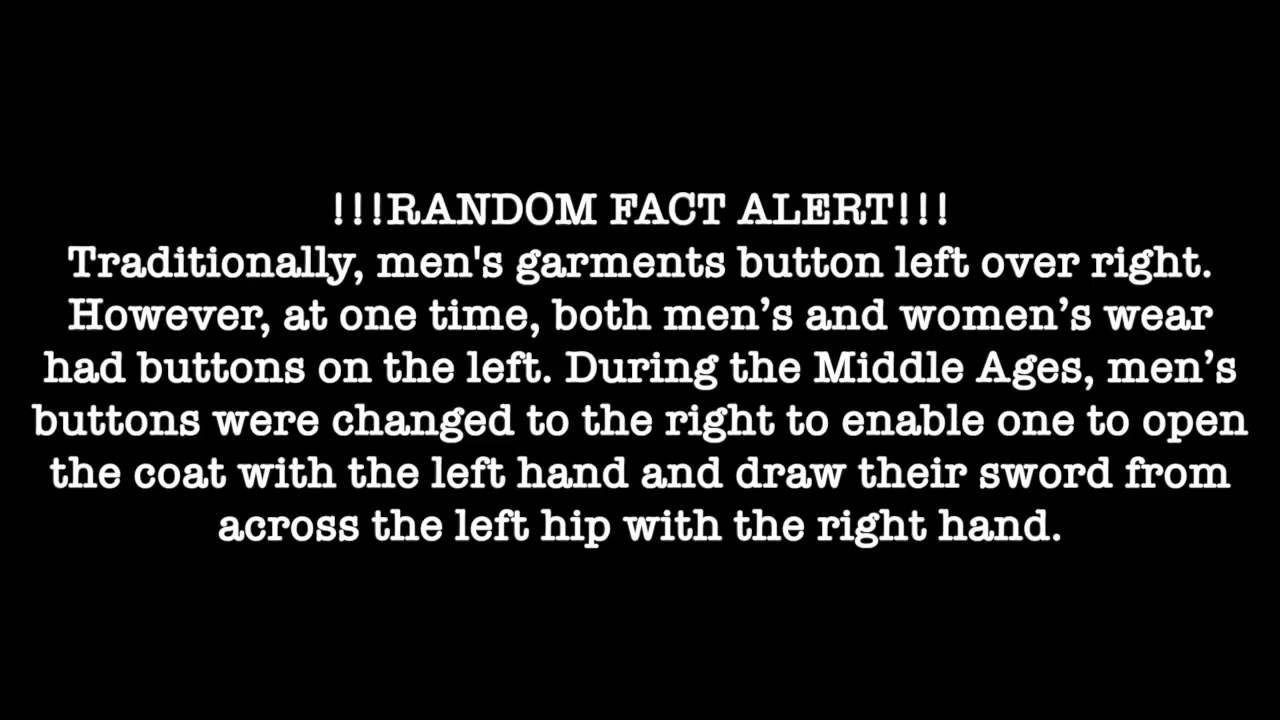 !!!RANDOM FACT ALERT!!!
Traditionally, men's garments button left over right.
However, at one time, both men’s and women’s wear
had buttons on the left. During the Middle Ages, men’s
buttons were changed to the right to enable one to open
the coat with the left hand and draw their sword from
across the left hip with the right hand.